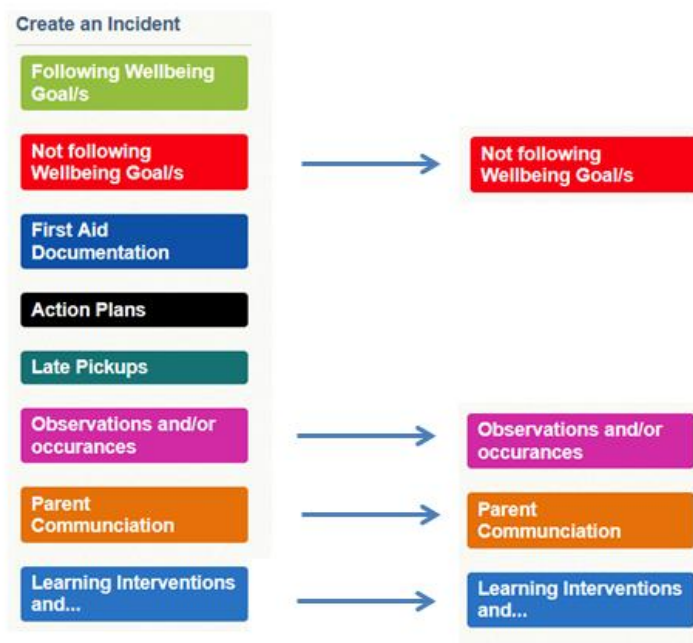 Create an Incident
Following Wellbeing
Goal/s
Not following
Wellbeing Goal/s
First Aid
Documentation
Action Plans
Late Pickups
Observations and/or
occurances
Parent
Communciation
Learning Interventions
and...
Not following
Wellbeing Goal/s
Observations and/or
occurances
Parent
Communciation
Learning Interventions
and...